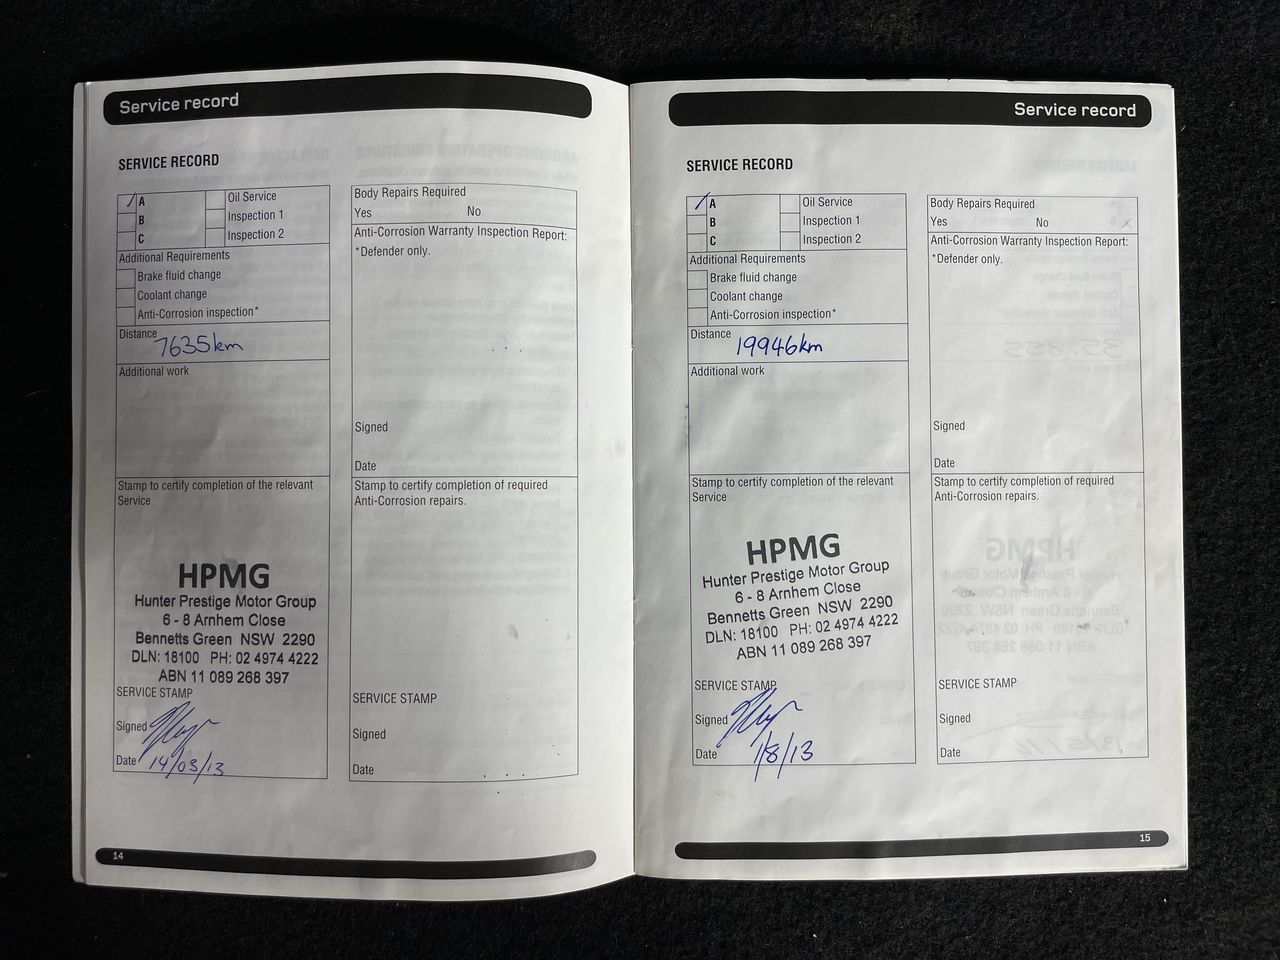 Service record
SERVICE RECORD
A
B
C
Oil Service
Inspection 1
Inspection 2
Additional Requirements
Brake fluid change
Coolant change
Anti-Corrosion inspection*
Distance
7635km
Additional work
Stamp to certify completion of the relevant
Service
HPMG
Hunter Prestige Motor Group
6 - 8 Arnhem Close
Bennetts Green NSW 2290
DLN: 18100 PH: 02 4974 4222
ABN 11 089 268 397
SERVICE STAMP
Signed
Date 14/03/13
Body Repairs Required
Yes No
Anti-Corrosion Warranty Inspection Report:
*Defender only.
Signed
Date
Stamp to certify completion of required
Anti-Corrosion repairs.
SERVICE STAMP
Signed
Date
14
Service record
SERVICE RECORD
A
B
C
Oil Service
Inspection 1
Inspection 2
Additional Requirements
Brake fluid change
Coolant change
Anti-Corrosion inspection*
Distance
19946km
Additional work
Stamp to certify completion of the relevant
Service
HPMG
Hunter Prestige Motor Group
6 - 8 Arnhem Close
Bennetts Green NSW 2290
DLN: 18100 PH: 02 4974 4222
ABN 11 089 268 397
SERVICE STAMP
Signed
Date 1/8/13
Body Repairs Required
Yes No
Anti-Corrosion Warranty Inspection Report:
*Defender only.
Signed
Date
Stamp to certify completion of required
Anti-Corrosion repairs.
SERVICE STAMP
Signed
Date
15